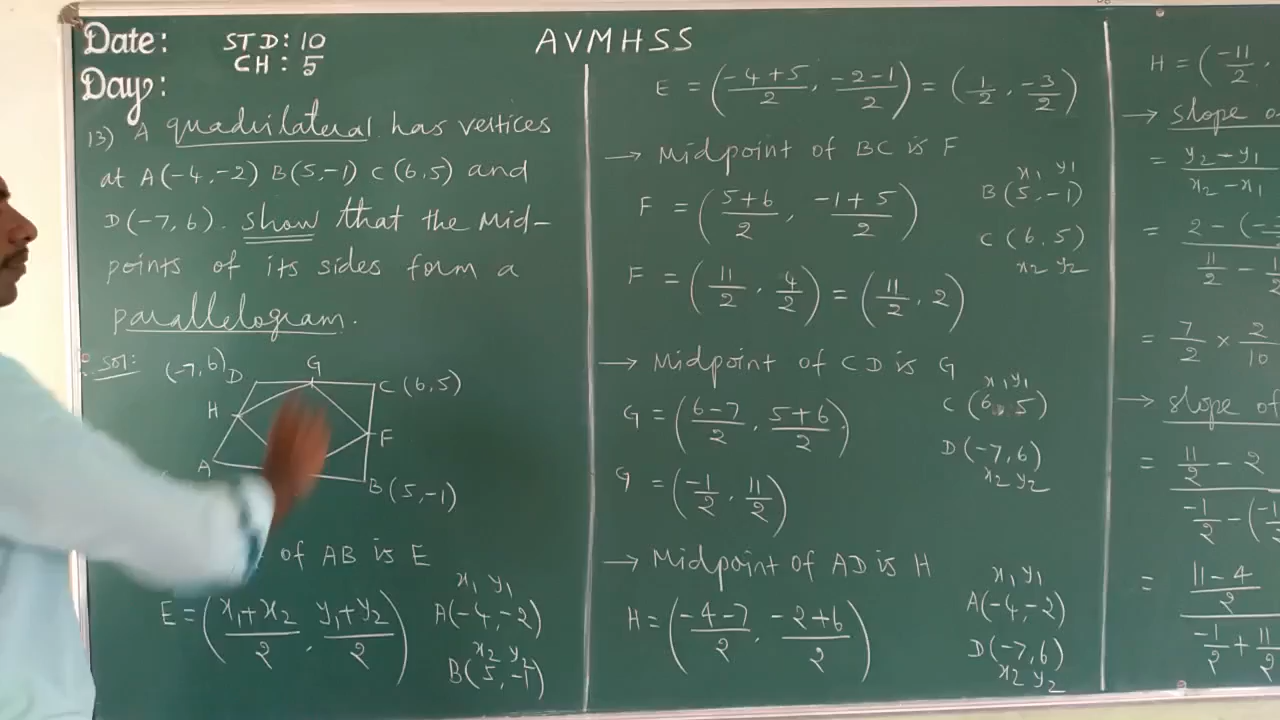 Date:
Day:
STD: 10
CH: 5
AVMHSS
13) A quadrilateral has vertices
at A(-4,-2) B(5,-1) C(6,5) and
D(-7,6). Show that the Mid-
points of its sides form a
parallelogram.
Sol:
(-7,6) D G C (6,5)
H F
A B (5,-1)
of AB is E
E = ( x1+x2 / 2 , y1+y2 / 2 )
x1 y1
A(-4,-2)
x2 y2
B(5,-1)
E = ( -4+5 / 2 , -2-1 / 2 ) = ( 1/2 , -3/2 )
→ Midpoint of BC is F
F = ( 5+6 / 2 , -1+5 / 2 )
x1 y1
B(5,-1)
C(6,5)
x2 y2
F = ( 11/2 , 4/2 ) = ( 11/2 , 2 )
→ Midpoint of CD is G
G = ( 6-7 / 2 , 5+6 / 2 )
x1 y1
C (6, 5)
D(-7,6)
x2 y2
G = ( -1/2 , 11/2 )
→ Midpoint of AD is H
H = ( -4-7 / 2 , -2+6 / 2 )
x1 y1
A(-4,-2)
D(-7,6)
x2 y2
H = ( -11/2 ,
→ slope
= y2-y1 / x2-x1
= 2-(- / 11/2 -
= 7/2 × 2/10
→ slope of
= 11/2 - 2 / -1/2 - (
= 11-4 / 2 / -1/2 + 11/2